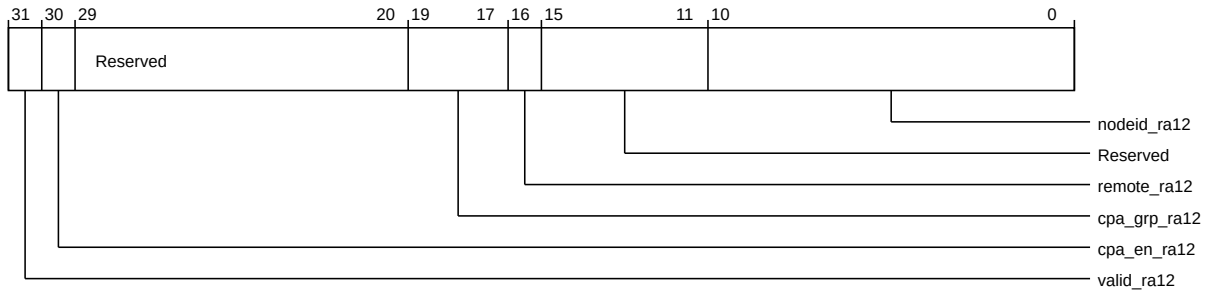 31 30 29 20 19 17 16 15 11 10 0
Reserved
nodeid_ra12
Reserved
remote_ra12
cpa_grp_ra12
cpa_en_ra12
valid_ra12